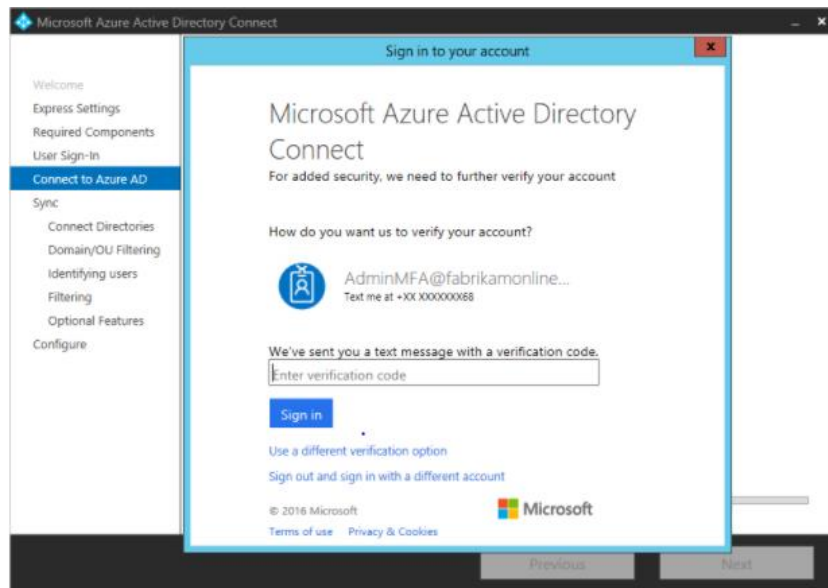 Microsoft Azure Active Directory Connect
Sign in to your account
Welcome
Express Settings
Required Components
User Sign-In
Connect to Azure AD
Sync
Connect Directories
Domain/OU Filtering
Identifying users
Filtering
Optional Features
Configure
Microsoft Azure Active Directory
Connect
For added security, we need to further verify your account
How do you want us to verify your account?
AdminMFA@fabrikamonline...
Text me at +XX XXXXXXX68
We've sent you a text message with a verification code.
Enter verification code
Sign in
Use a different verification option
Sign out and sign in with a different account
© 2016 Microsoft
Microsoft
Terms of use Privacy & Cookies
Previous Next